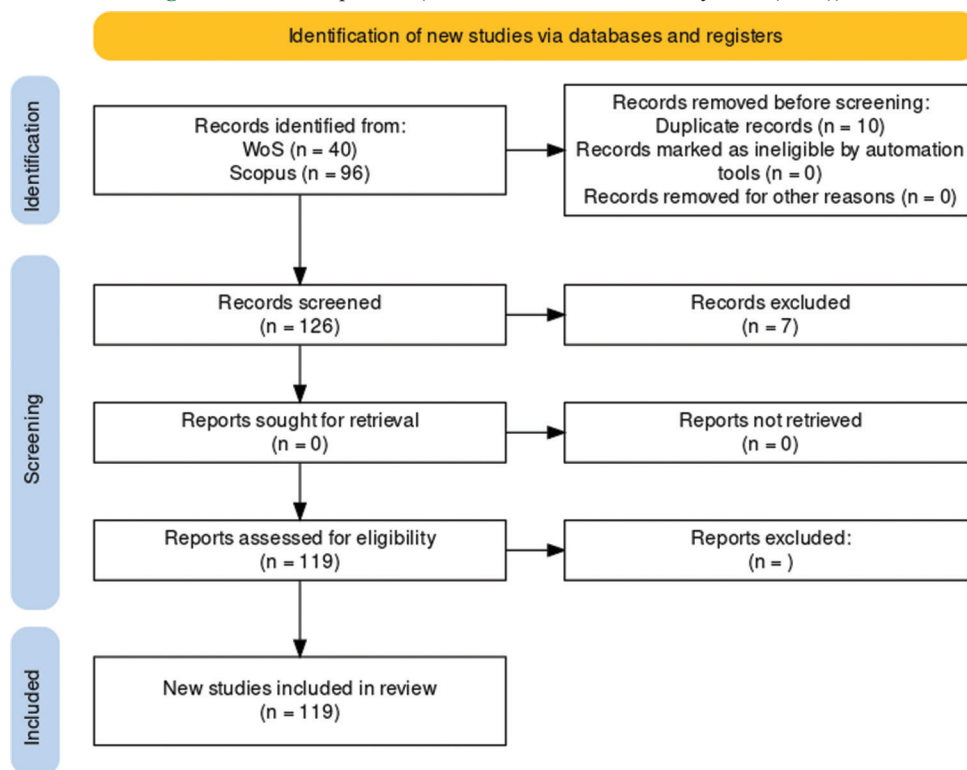 Identification of new studies via databases and registers
Identification
Records identified from:
WoS (n = 40)
Scopus (n = 96)
Records removed before screening:
Duplicate records (n = 10)
Records marked as ineligible by automation
tools (n = 0)
Records removed for other reasons (n = 0)
Screening
Records screened
(n = 126)
Records excluded
(n = 7)
Reports sought for retrieval
(n = 0)
Reports not retrieved
(n = 0)
Reports assessed for eligibility
(n = 119)
Reports excluded:
(n = )
Included
New studies included in review
(n = 119)